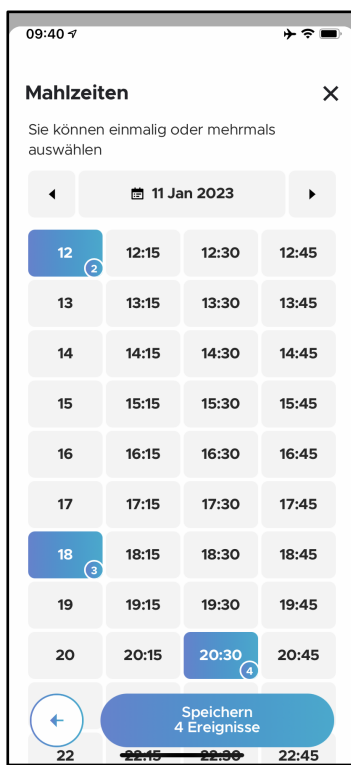 09:40
Mahlzeiten
Sie können einmalig oder mehrmals
auswählen
11 Jan 2023
12 2 12:15 12:30 12:45
13 13:15 13:30 13:45
14 14:15 14:30 14:45
15 15:15 15:30 15:45
16 16:15 16:30 16:45
17 17:15 17:30 17:45
18 3 18:15 18:30 18:45
19 19:15 19:30 19:45
20 20:15 20:30 4 20:45
Speichern
4 Ereignisse
22 22:15 22:30 22:45